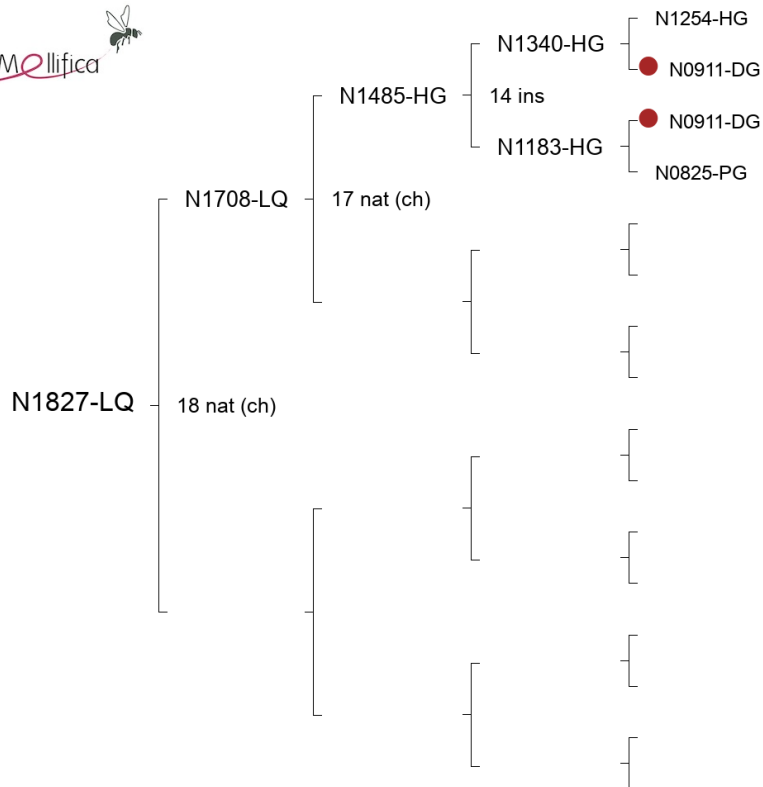 Mellifica
N1254-HG
N1340-HG
N0911-DG
N1485-HG
14 ins
N0911-DG
N1183-HG
N0825-PG
N1708-LQ
17 nat (ch)
N1827-LQ
18 nat (ch)